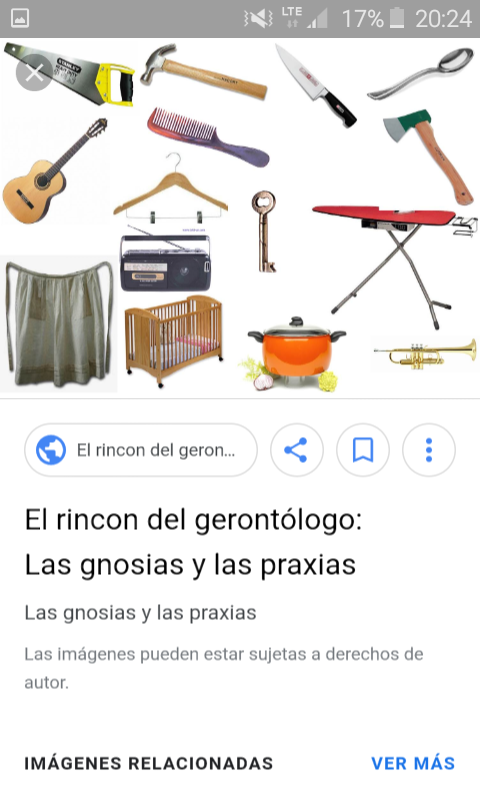 LTE 17% 20:24
STANLEY
El rincon del geron...
El rincon del gerontólogo:
Las gnosias y las praxias
Las gnosias y las praxias
Las imágenes pueden estar sujetas a derechos de
autor.
IMÁGENES RELACIONADAS
VER MÁS